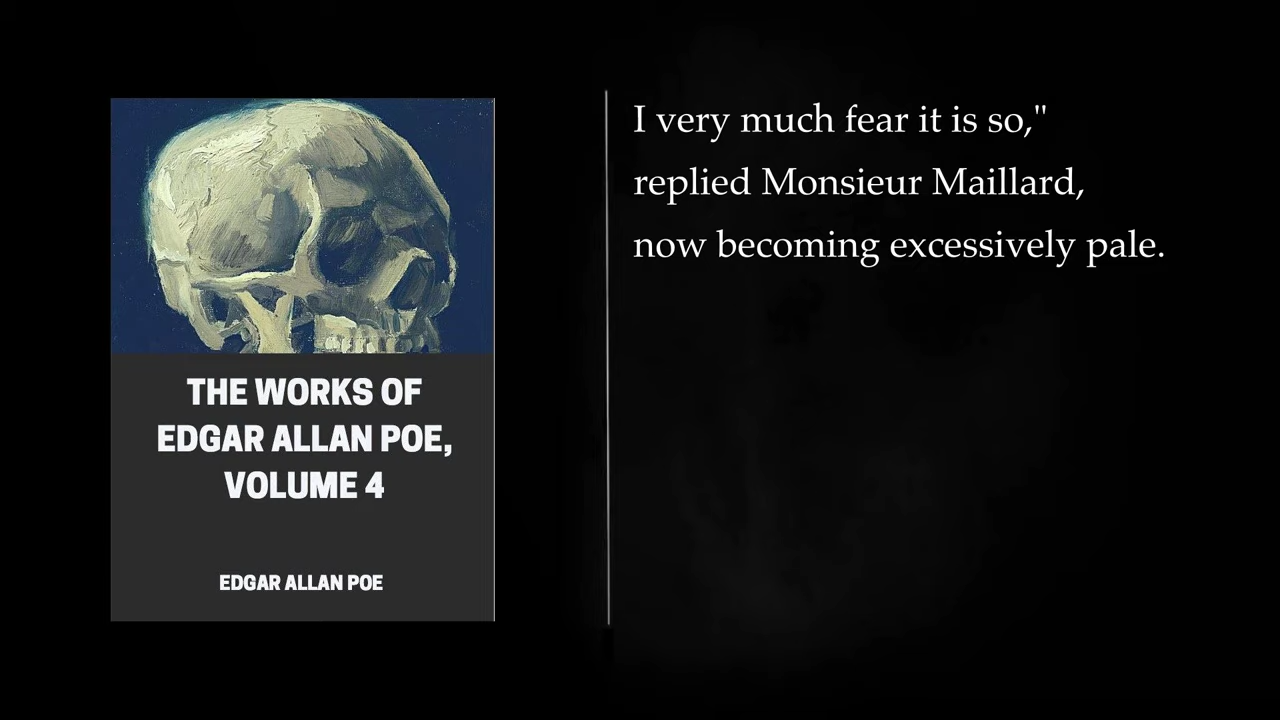 THE WORKS OF
EDGAR ALLAN POE,
VOLUME 4
EDGAR ALLAN POE
I very much fear it is so,"
replied Monsieur Maillard,
now becoming excessively pale.